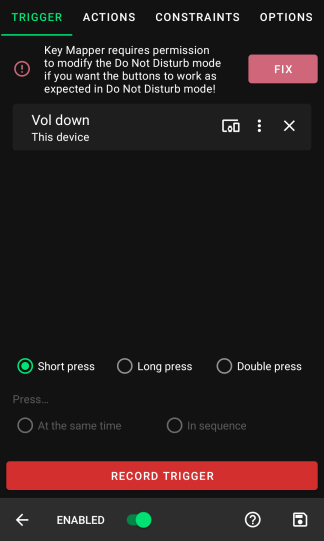 TRIGGER ACTIONS CONSTRAINTS OPTIONS
Key Mapper requires permission
to modify the Do Not Disturb mode
if you want the buttons to work as
expected in Do Not Disturb mode!
FIX
Vol down
This device
Short press Long press Double press
Press...
At the same time In sequence
RECORD TRIGGER
ENABLED